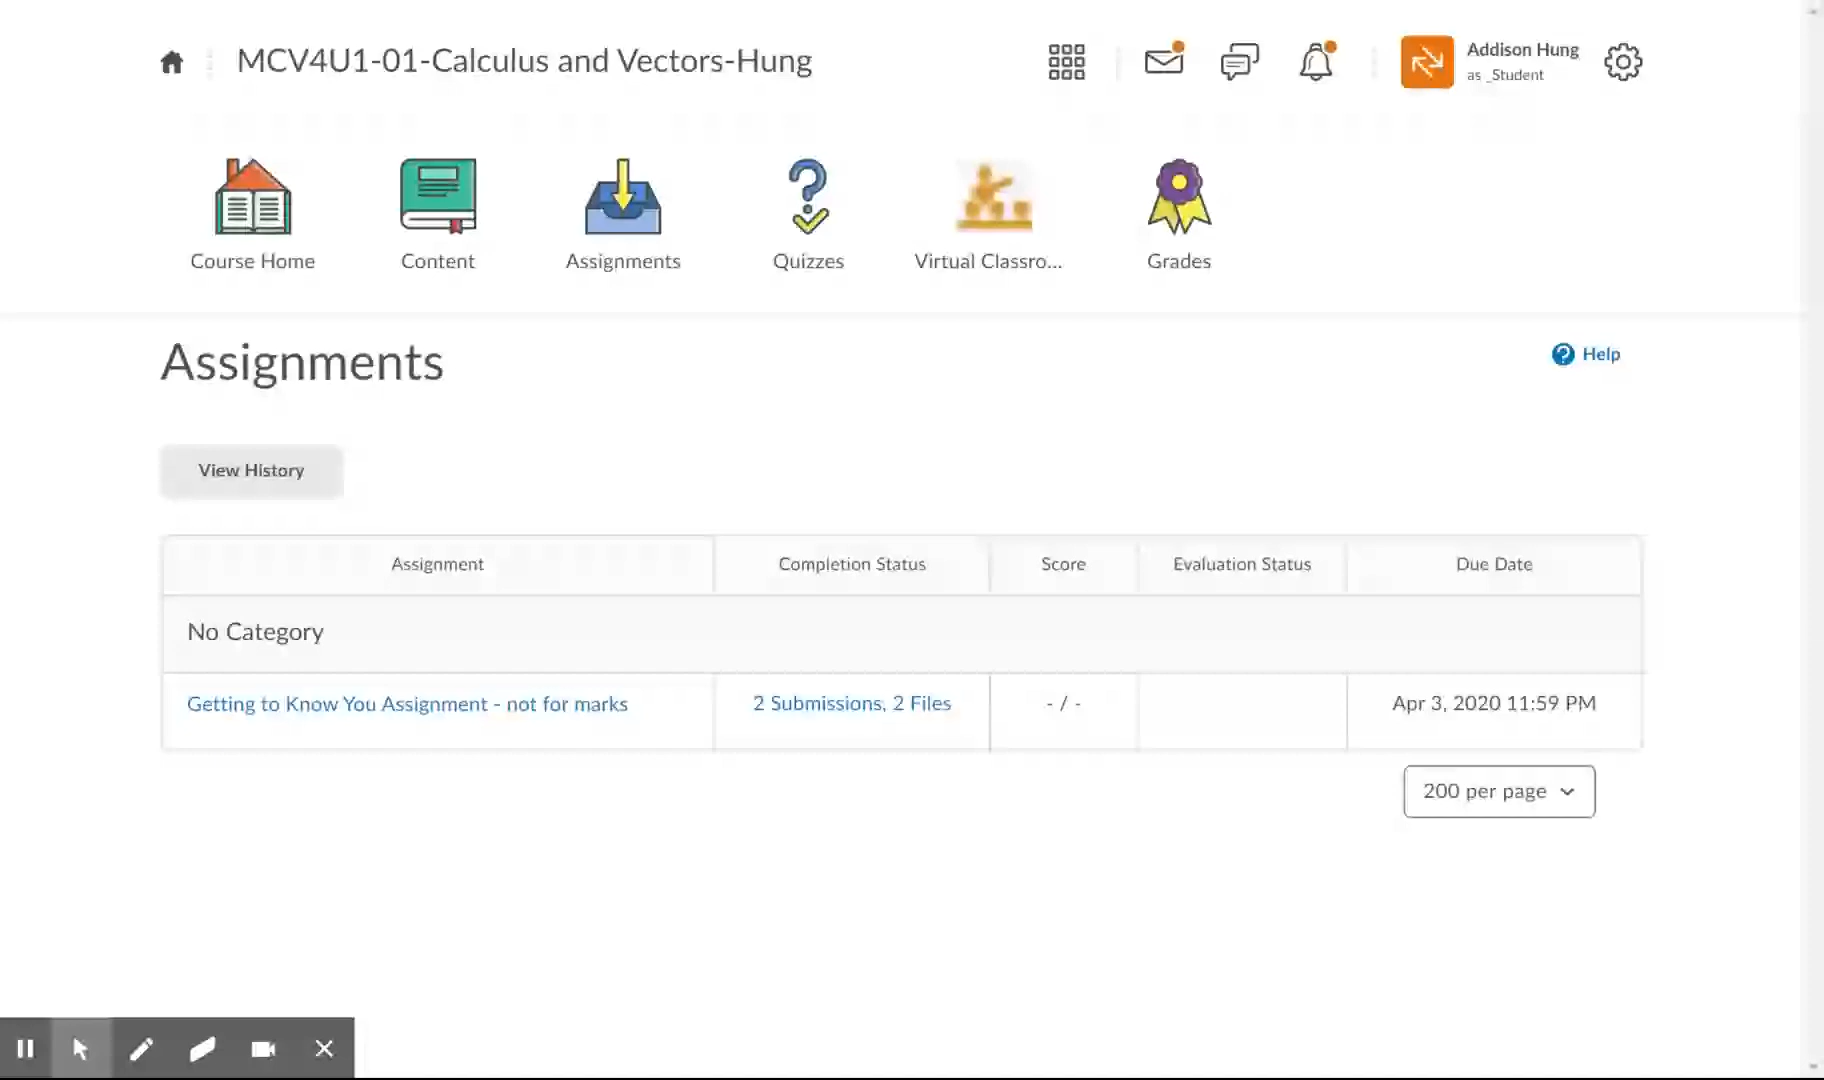 MCV4U1-01-Calculus and Vectors-Hung
Addison Hung
as _Student
Course Home
Content
Assignments
Quizzes
Virtual Classro...
Grades
Assignments
Help
View History
Assignment
Completion Status
Score
Evaluation Status
Due Date
No Category
Getting to Know You Assignment - not for marks
2 Submissions, 2 Files
- / -
Apr 3, 2020 11:59 PM
200 per page